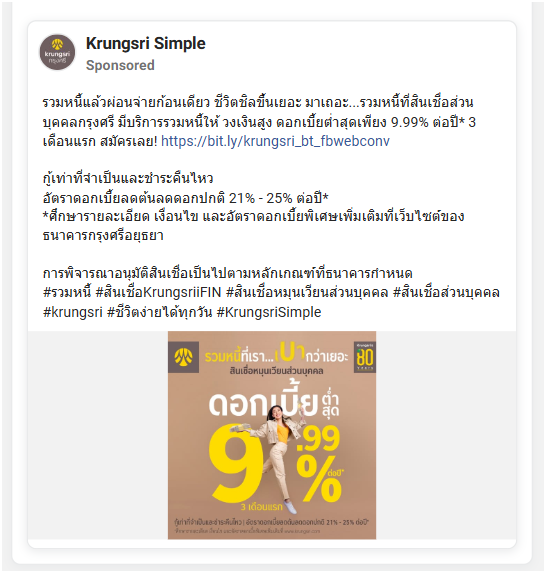 Krungsri Simple
Sponsored
krungsri
กรุงศรี
รวมหนี้แล้วผ่อนจ่ายก้อนเดียว ชีวิตชิลขึ้นเยอะ มาเถอะ...รวมหนี้ที่สินเชื่อส่วน
บุคคลกรุงศรี มีบริการรวมหนี้ให้ วงเงินสูง ดอกเบี้ยต่ำสุดเพียง 9.99% ต่อปี* 3
เดือนแรก สมัครเลย! https://bit.ly/krungsri_bt_fbwebconv
กู้เท่าที่จำเป็นและชำระคืนไหว
อัตราดอกเบี้ยลดต้นลดดอกปกติ 21% - 25% ต่อปี*
*ศึกษารายละเอียด เงื่อนไข และอัตราดอกเบี้ยพิเศษเพิ่มเติมที่เว็บไซต์ของ
ธนาคารกรุงศรีอยุธยา
การพิจารณาอนุมัติสินเชื่อเป็นไปตามหลักเกณฑ์ที่ธนาคารกำหนด
#รวมหนี้ #สินเชื่อKrungsriiFIN #สินเชื่อหมุนเวียนส่วนบุคคล #สินเชื่อส่วนบุคคล
#krungsri #ชีวิตง่ายได้ทุกวัน #KrungsriSimple
รวมหนี้ที่เรา...เบากว่าเยอะ
สินเชื่อหมุนเวียนส่วนบุคคล
80
ดอกเบี้ยต่ำสุด
9.99%
ต่อปี*
3 เดือนแรก
กู้เท่าที่จำเป็นและชำระคืนไหว | อัตราดอกเบี้ยลดต้นลดดอกปกติ 21% - 25% ต่อปี*